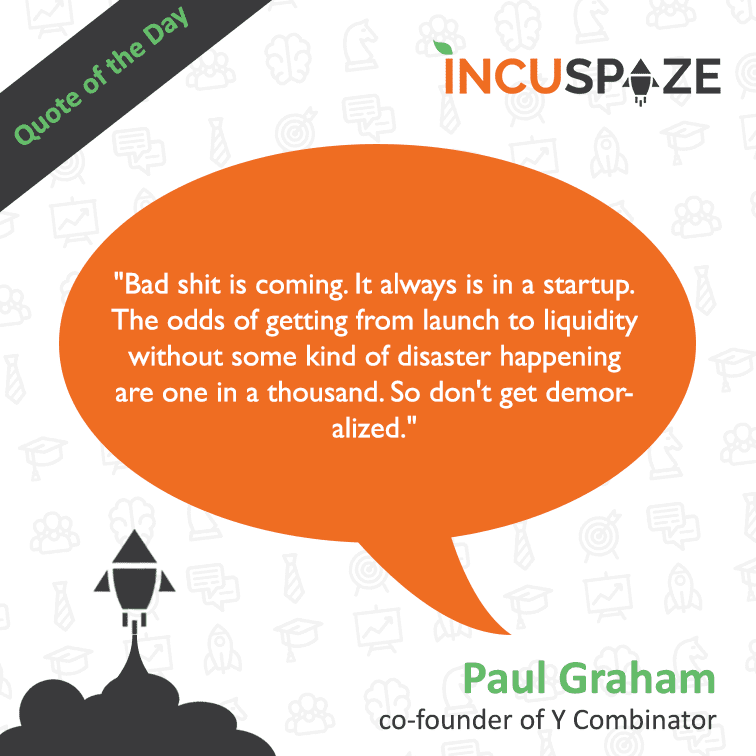 Quote of the Day
INCUSPAZE
"Bad shit is coming. It always is in a startup.
The odds of getting from launch to liquidity
without some kind of disaster happening
are one in a thousand. So don't get demor-
alized."
Paul Graham
co-founder of Y Combinator